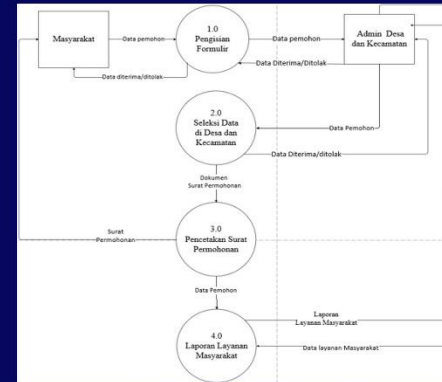 1.0
Pengisian
Formulir
Masyarakat
Data pemohon
Data pemohon
Admin Desa
dan Kecamatan
Data diterima/ditolak
Data Diterima/Ditolak
2.0
Seleksi Data
di Desa dan
Kecamatan
Data Pemohon
Data Diterima/ditolak
Dokumen
Surat Permohonan
3.0
Pencetakan Surat
Permohonan
Surat
Permohonan
Data Pemohon
4.0
Laporan Layanan
Masyarakat
Laporan
Layanan Masyarakat
Data layanan Masyarakat